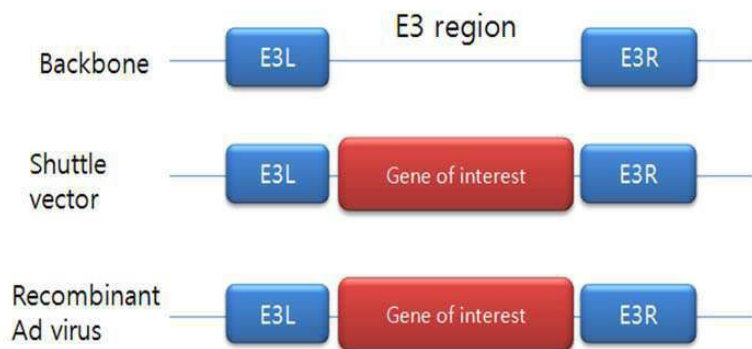 E3 region
Backbone
E3L
E3R
Shuttle
vector
E3L
Gene of interest
E3R
Recombinant
Ad virus
E3L
Gene of interest
E3R